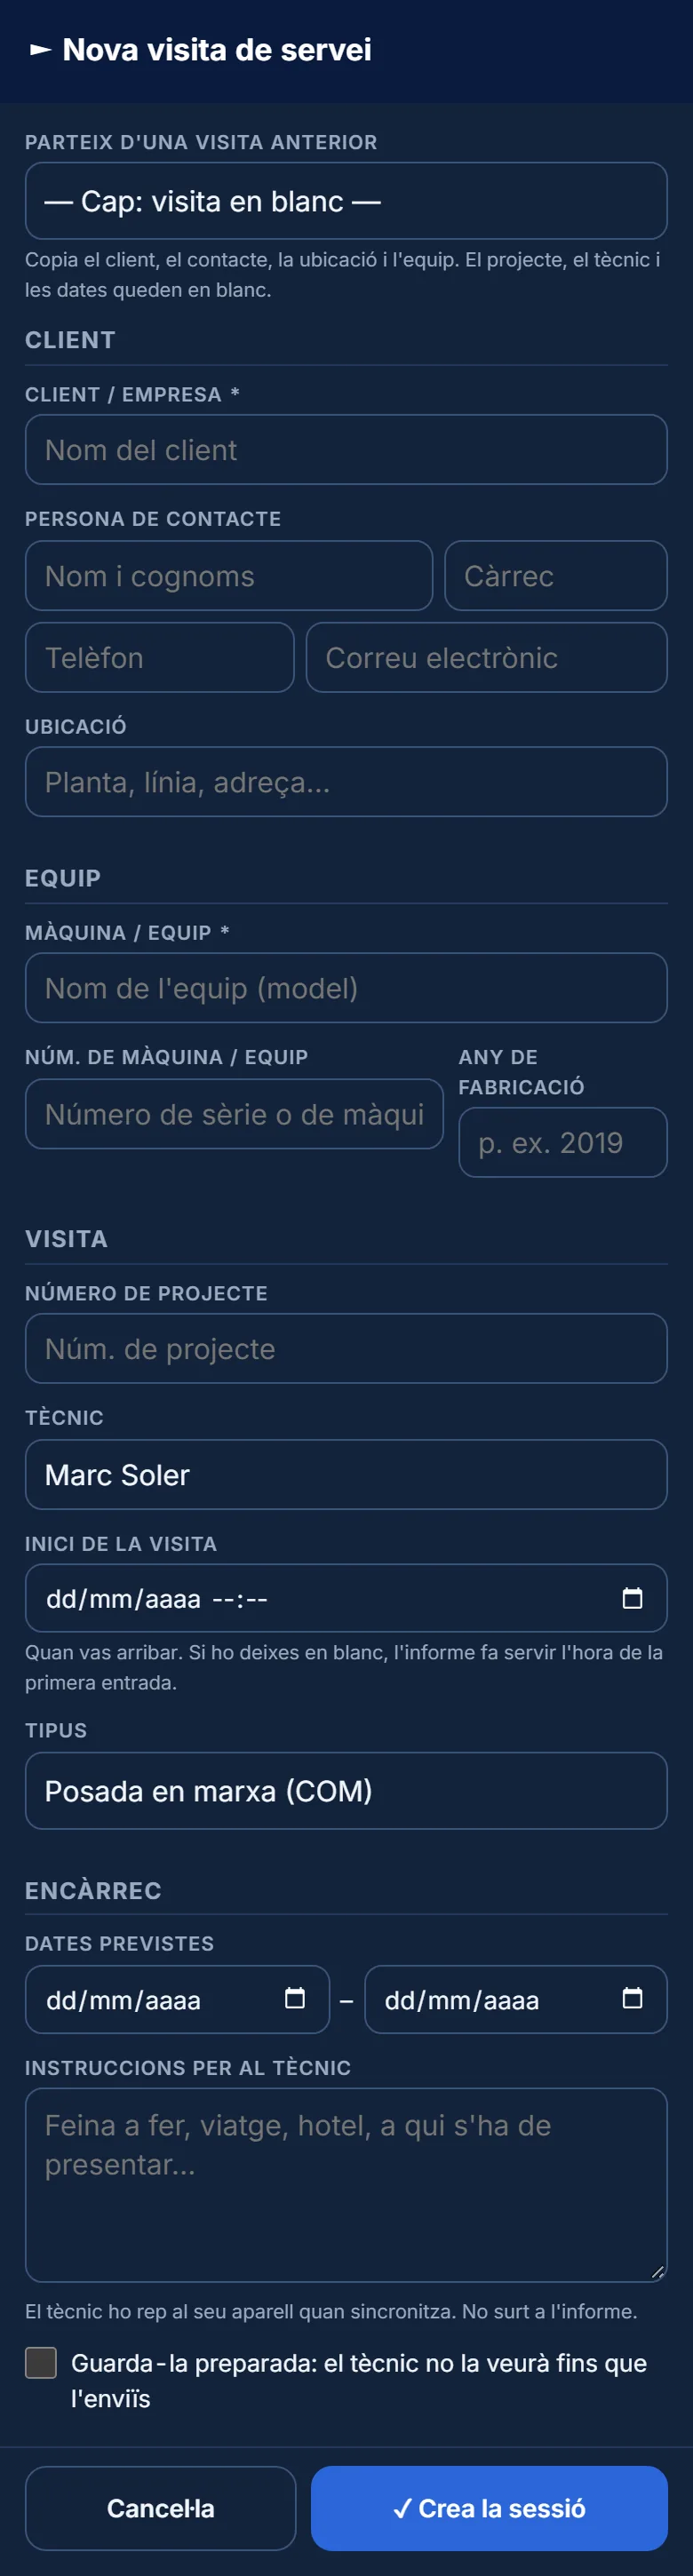 ► Nova visita de servei
PARTEIX D'UNA VISITA ANTERIOR
— Cap: visita en blanc —
Copia el client, el contacte, la ubicació i l'equip. El projecte, el tècnic i
les dates queden en blanc.
CLIENT
CLIENT / EMPRESA *
Nom del client
PERSONA DE CONTACTE
Nom i cognoms
Càrrec
Telèfon
Correu electrònic
UBICACIÓ
Planta, línia, adreça...
EQUIP
MÀQUINA / EQUIP *
Nom de l'equip (model)
NÚM. DE MÀQUINA / EQUIP
Número de sèrie o de màqui
ANY DE
FABRICACIÓ
p. ex. 2019
VISITA
NÚMERO DE PROJECTE
Núm. de projecte
TÈCNIC
Marc Soler
INICI DE LA VISITA
dd/mm/aaaa --:--
Quan vas arribar. Si ho deixes en blanc, l'informe fa servir l'hora de la
primera entrada.
TIPUS
Posada en marxa (COM)
ENCÀRREC
DATES PREVISTES
dd/mm/aaaa – dd/mm/aaaa
INSTRUCCIONS PER AL TÈCNIC
Feina a fer, viatge, hotel, a qui s'ha de
presentar...
El tècnic ho rep al seu aparell quan sincronitza. No surt a l'informe.
Guarda-la preparada: el tècnic no la veurà fins que
l'enviïs
Cancel·la
✓ Crea la sessió